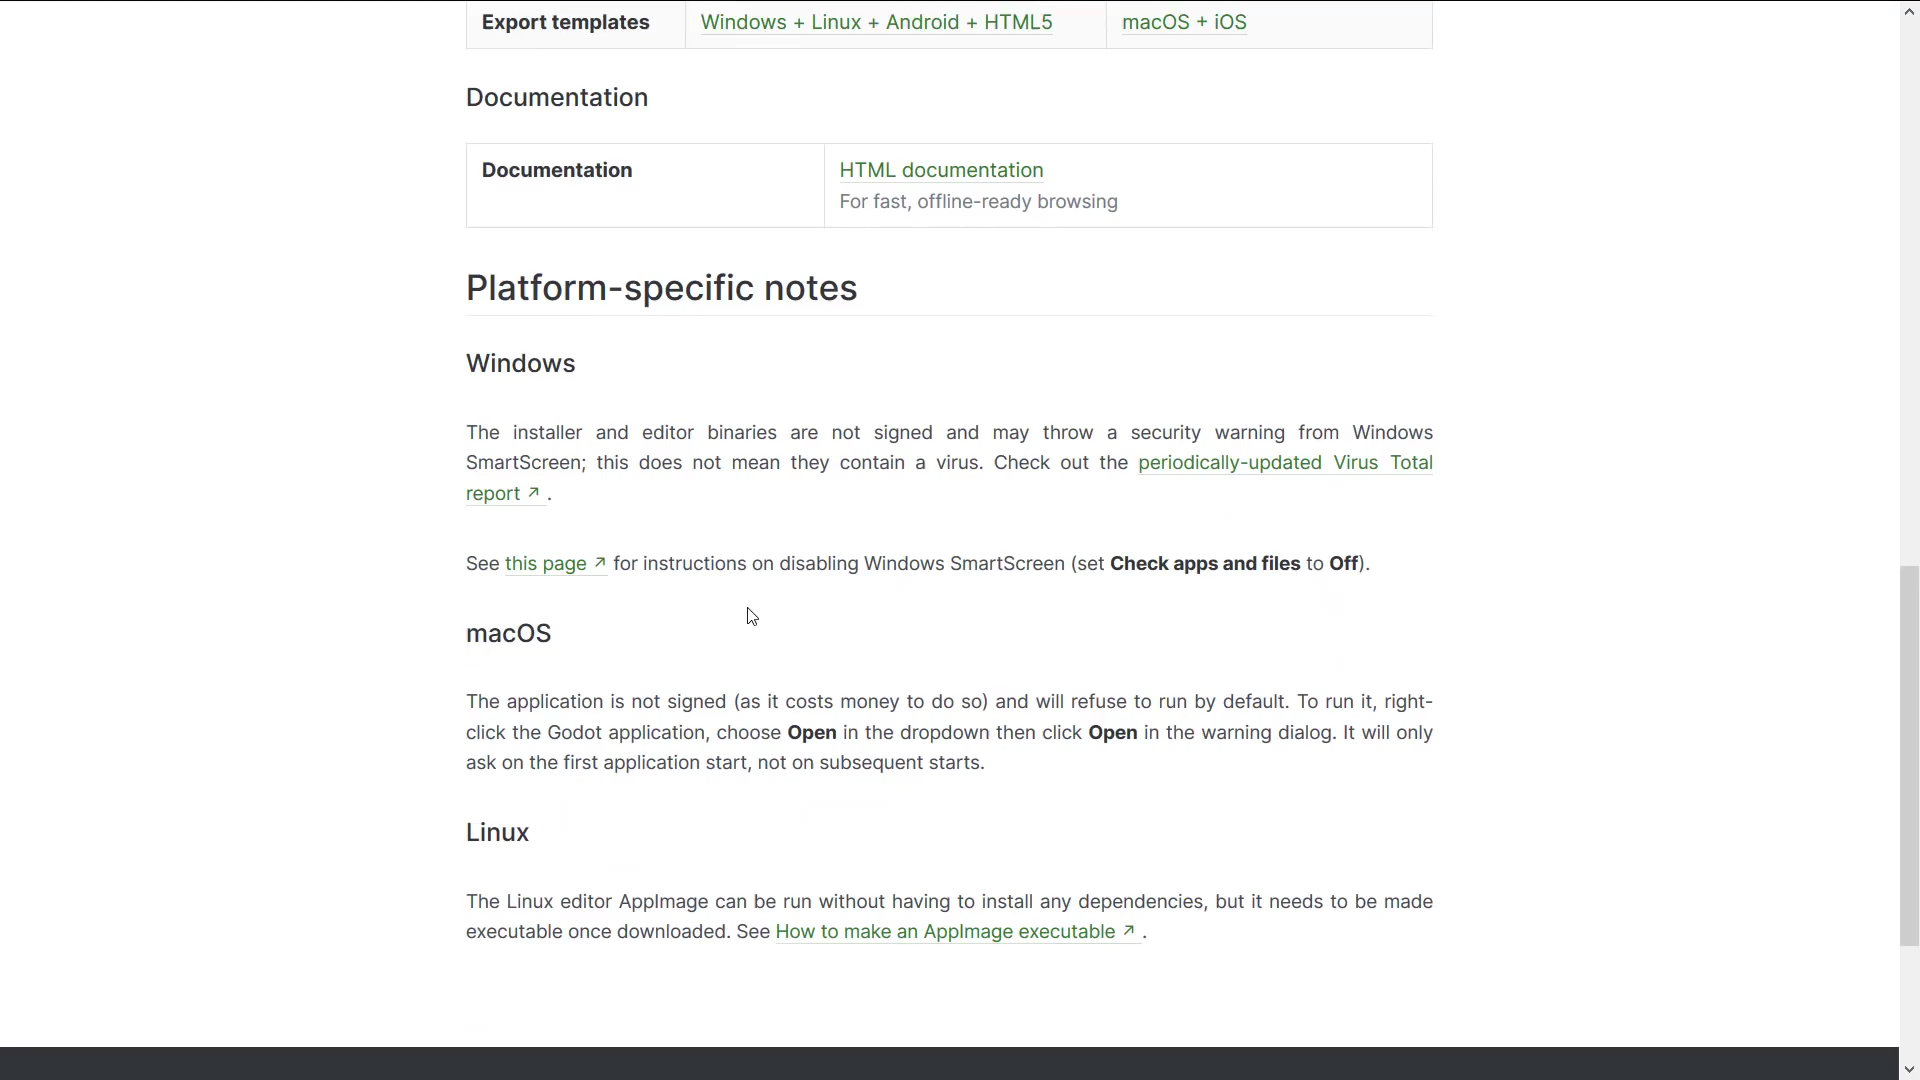 Export templates Windows + Linux + Android + HTML5 macOS + iOS
Documentation
Documentation HTML documentation
For fast, offline-ready browsing
Platform-specific notes
Windows
The installer and editor binaries are not signed and may throw a security warning from Windows
SmartScreen; this does not mean they contain a virus. Check out the periodically-updated Virus Total
report ↗ .
See this page ↗ for instructions on disabling Windows SmartScreen (set Check apps and files to Off).
macOS
The application is not signed (as it costs money to do so) and will refuse to run by default. To run it, right-
click the Godot application, choose Open in the dropdown then click Open in the warning dialog. It will only
ask on the first application start, not on subsequent starts.
Linux
The Linux editor AppImage can be run without having to install any dependencies, but it needs to be made
executable once downloaded. See How to make an AppImage executable ↗ .